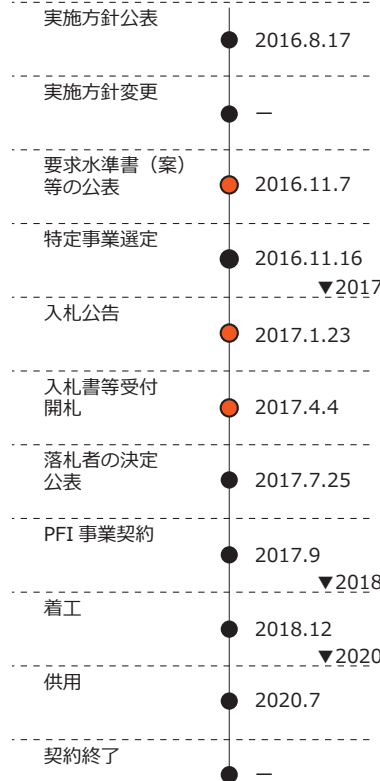 実施方針公表
2016.8.17
実施方針変更
—
要求水準書（案）
等の公表
2016.11.7
特定事業選定
2016.11.16
▼2017
入札公告
2017.1.23
入札書等受付
開札
2017.4.4
落札者の決定
公表
2017.7.25
PFI 事業契約
2017.9
▼2018
着工
2018.12
▼2020
供用
2020.7
契約終了
—